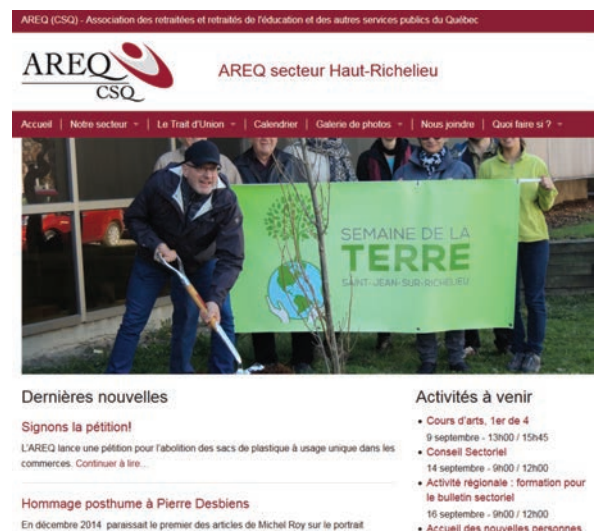 AREQ (CSQ) - Association des retraitées et retraités de l'éducation et des autres services publics du Québec
AREQ
CSQ
AREQ secteur Haut-Richelieu
Accueil | Notre secteur | Le Trait d'Union | Calendrier | Galerie de photos | Nous joindre | Quoi faire si ?
SEMAINE DE LA
TERRE
SAINT-JEAN-SUR-RICHELIEU
Dernières nouvelles
Signons la pétition!
L'AREQ lance une pétition pour l'abolition des sacs de plastique à usage unique dans les
commerces. Continuer à lire...
Hommage posthume à Pierre Desbiens
En décembre 2014 paraissait le premier des articles de Michel Roy sur le portrait
Activités à venir
• Cours d'arts, 1er de 4
9 septembre - 13h00 / 15h45
• Conseil Sectoriel
14 septembre - 9h00 / 12h00
• Activité régionale : formation pour
le bulletin sectoriel
16 septembre - 9h00 / 12h00
• Accueil des nouvelles personnes